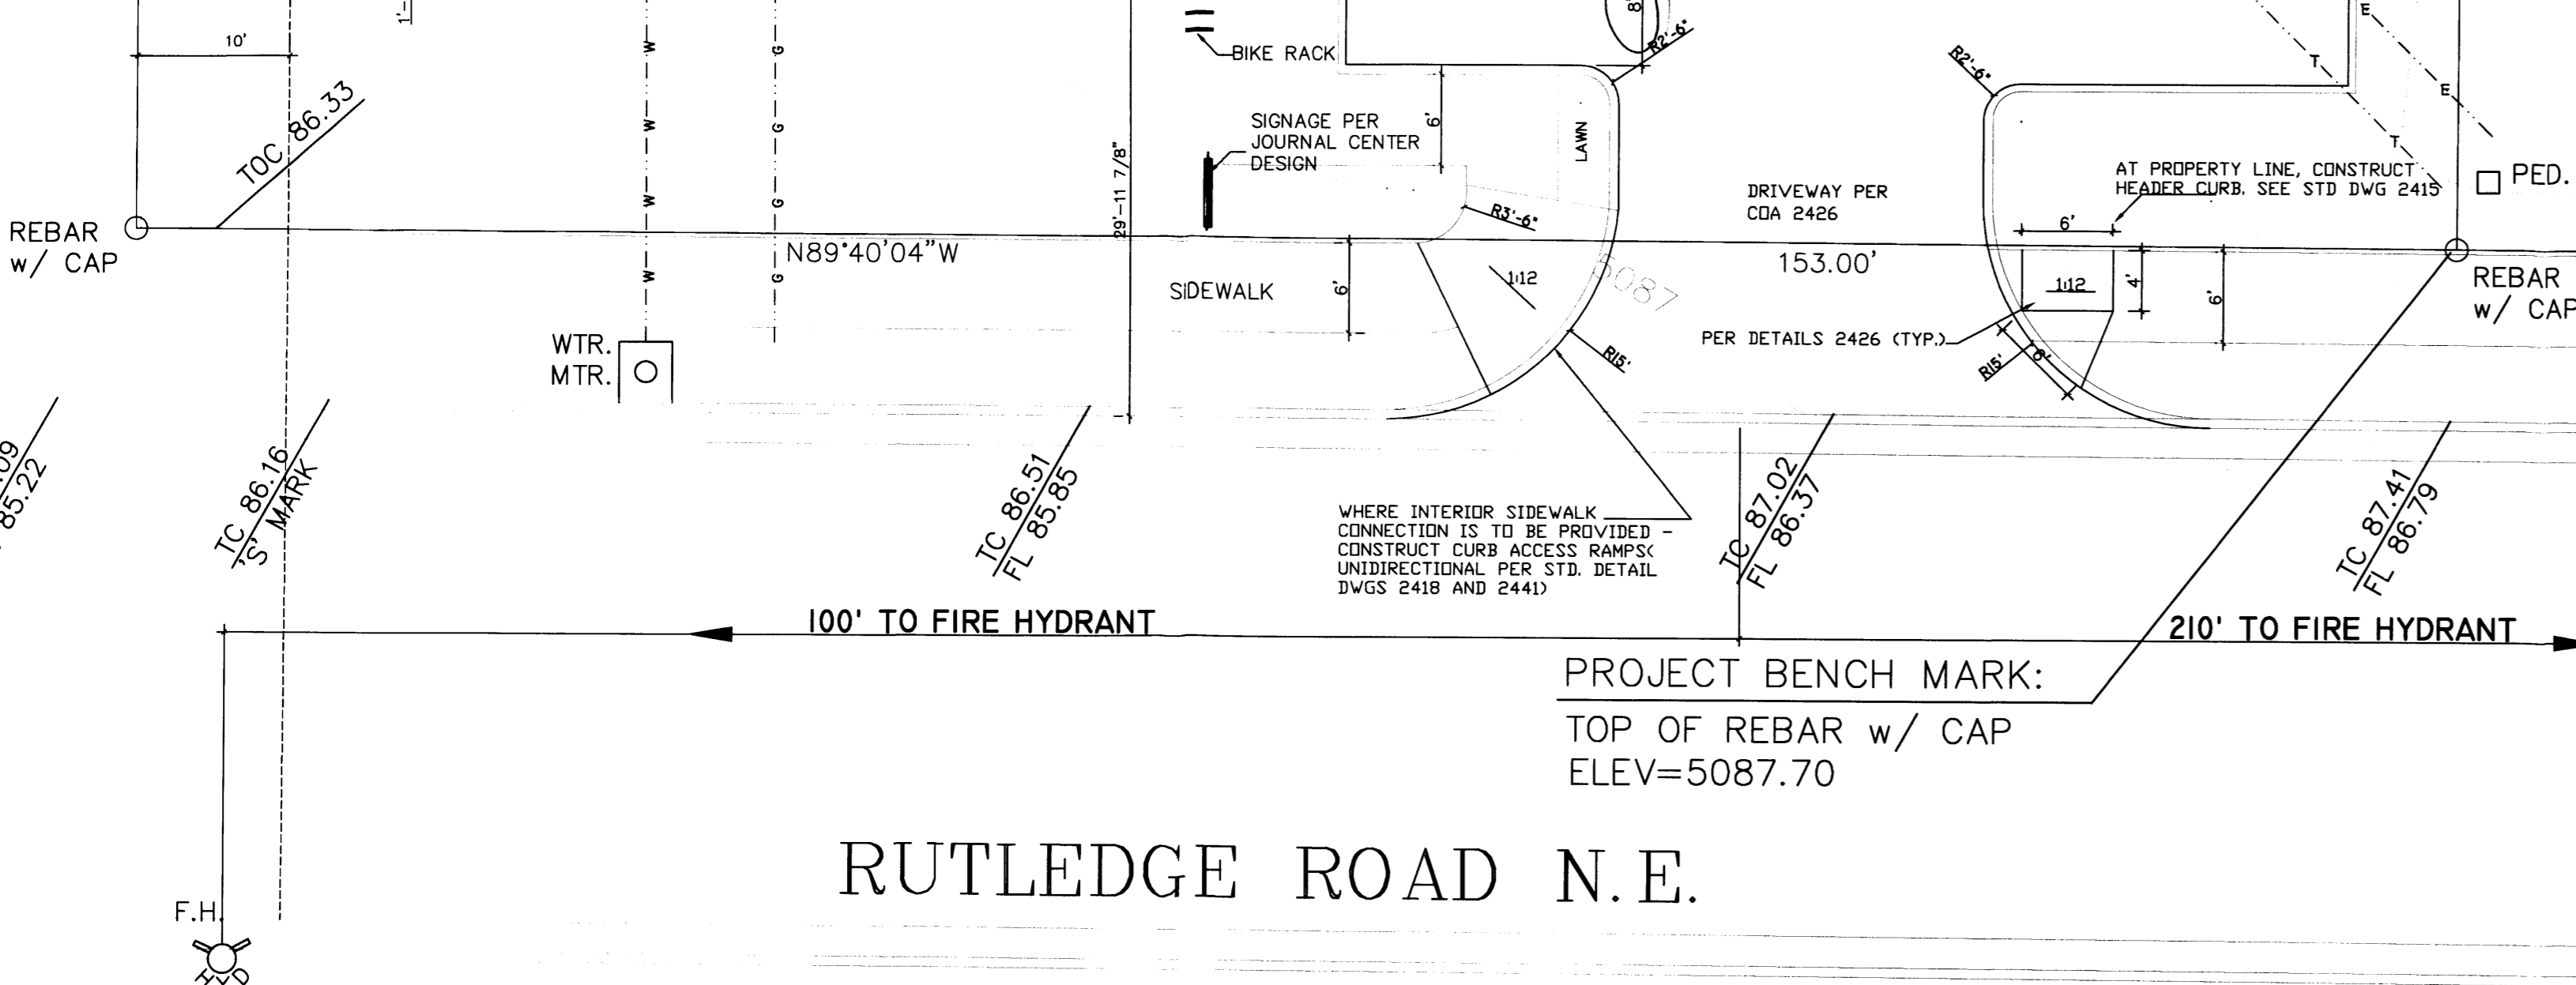 10'
1'-
TOC 86.33
REBAR
w/ CAP
W
W
W
W
G
G
G
G
N89°40'04"W
WTR.
MTR.
29'-11 7/8"
BIKE RACK
SIGNAGE PER
JOURNAL CENTER
DESIGN
6'
8'
R2'-6"
LAWN
R3'-6"
SIDEWALK
6'
1:12
5087
R15'
DRIVEWAY PER
COA 2426
153.00'
R2'-6"
AT PROPERTY LINE, CONSTRUCT
HEADER CURB. SEE STD DWG 2415
6'
1:12
4'
6'
PER DETAILS 2426 (TYP.)
R15'
6'
E
E
T
T
PED.
REBAR
w/ CAP
.09
85.22
TC 86.16
'S' MARK
TC 86.51
FL 85.85
WHERE INTERIOR SIDEWALK
CONNECTION IS TO BE PROVIDED -
CONSTRUCT CURB ACCESS RAMPS(
UNIDIRECTIONAL PER STD. DETAIL
DWGS 2418 AND 2441)
TC 87.02
FL 86.37
TC 87.41
FL 86.79
100' TO FIRE HYDRANT
210' TO FIRE HYDRANT
PROJECT BENCH MARK:
TOP OF REBAR w/ CAP
ELEV=5087.70
RUTLEDGE ROAD N.E.
F.H.
HYD